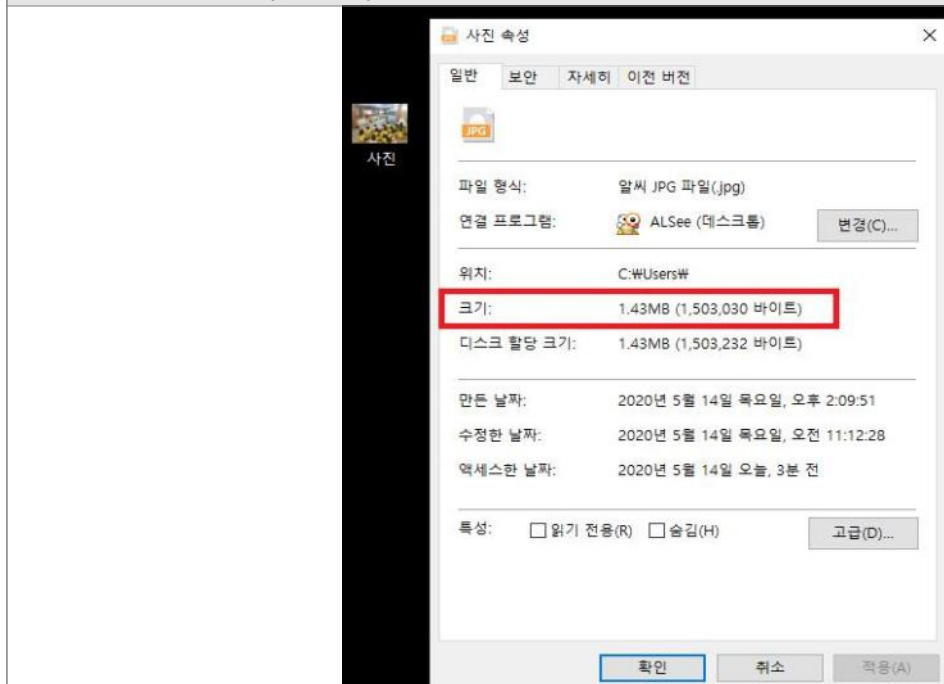 사진 속성
일반 보안 자세히 이전 버전
JPG
사진
파일 형식: 알씨 JPG 파일(.jpg)
연결 프로그램: ALSee (데스크톱) 변경(C)...
위치: C:₩Users₩
크기: 1.43MB (1,503,030 바이트)
디스크 할당 크기: 1.43MB (1,503,232 바이트)
만든 날짜: 2020년 5월 14일 목요일, 오후 2:09:51
수정한 날짜: 2020년 5월 14일 목요일, 오전 11:12:28
액세스한 날짜: 2020년 5월 14일 오늘, 3분 전
특성: 읽기 전용(R) 숨김(H) 고급(D)...
확인 취소 적용(A)